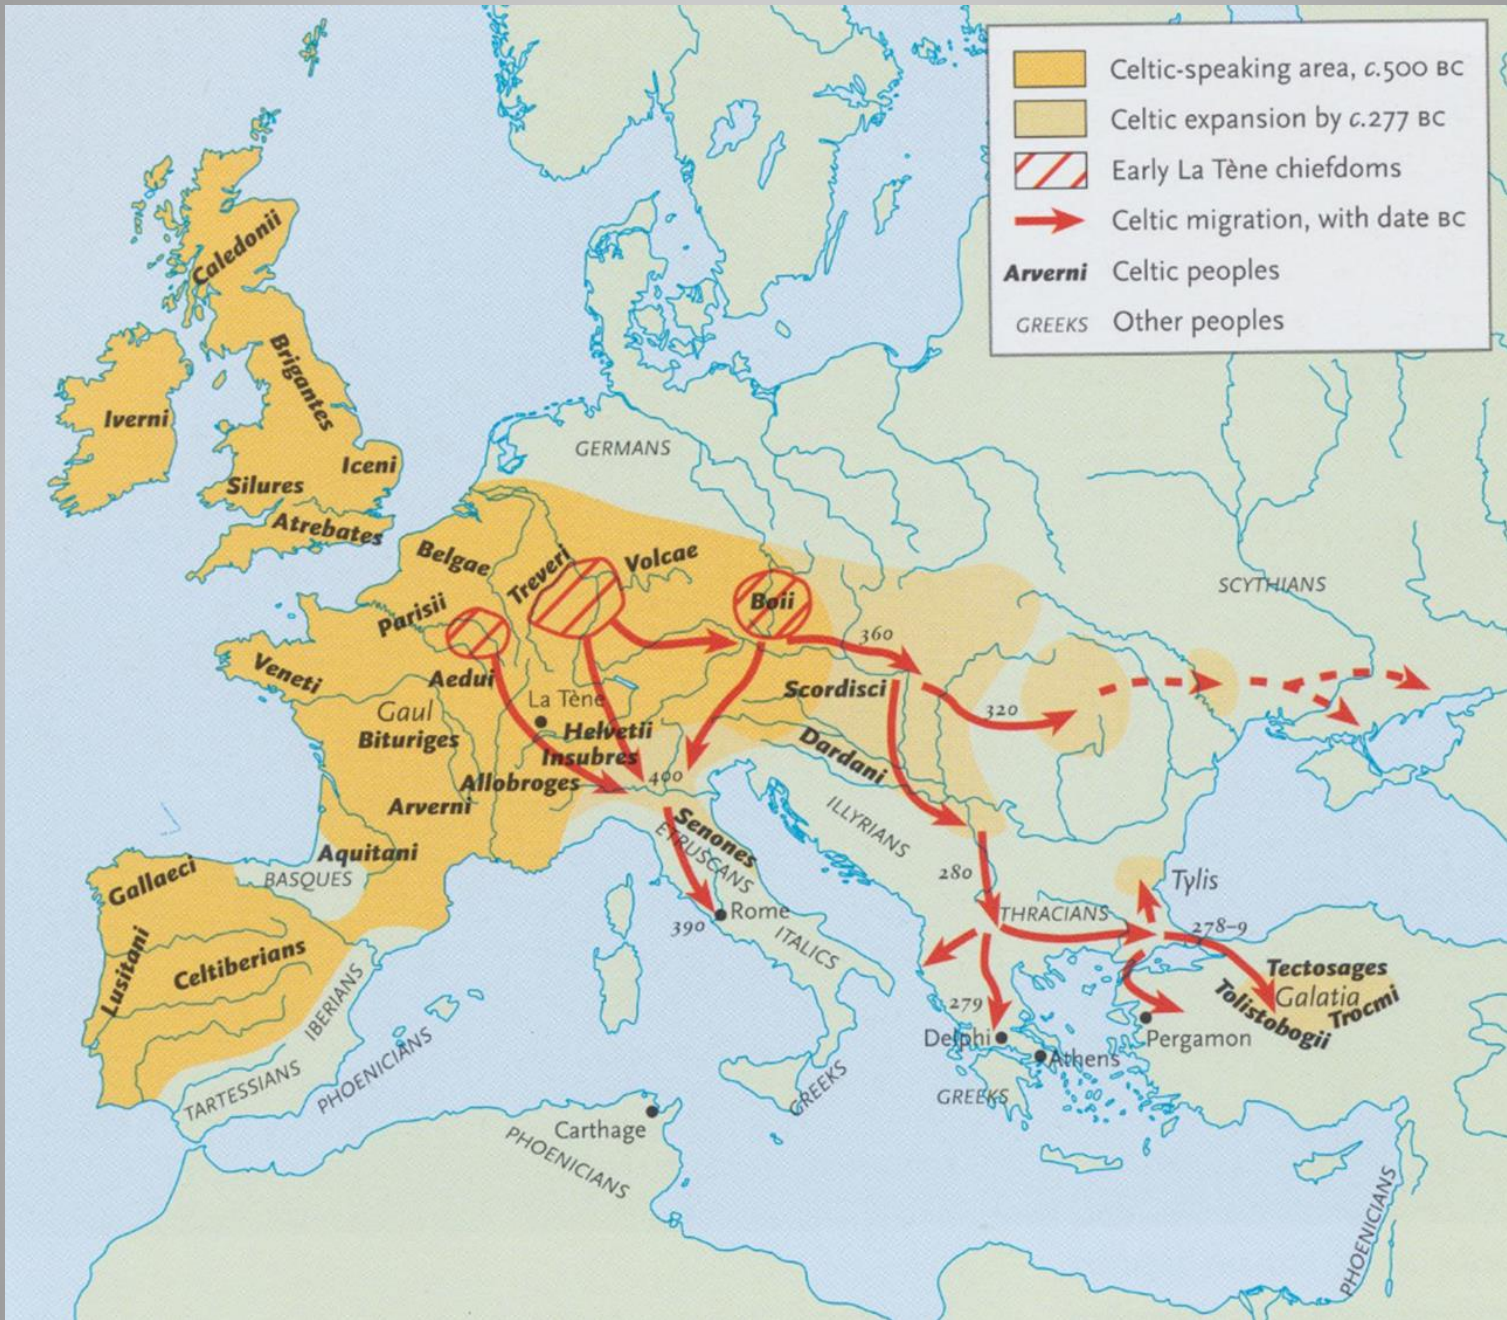 Celtic-speaking area, c.500 BC
Celtic expansion by c.277 BC
Early La Tène chiefdoms
Celtic migration, with date BC
Arverni Celtic peoples
GREEKS Other peoples
Caledonii
Brigantes
Iverni
Iceni
Silures
Atrebates
GERMANS
Belgae
Treveri
Volcae
Boii
Parisii
SCYTHIANS
360
Veneti
Aedui
La Tène
Scordisci
Gaul
Bituriges
Helvetii
Insubres
320
Dardani
Allobroges
400
Arverni
Senones
ETRUSCANS
ILLYRIANS
Aquitani
BASQUES
Gallaeci
280
Tylis
Rome
390
ITALICS
THRACIANS
278–9
Lusitani
Celtiberians
IBERIANS
Tectosages
Galatia
Tolistobogii
Trocmi
279
Delphi
Pergamon
Athens
TARTESSIANS
PHOENICIANS
GREEKS
GREEKS
Carthage
PHOENICIANS
PHOENICIANS